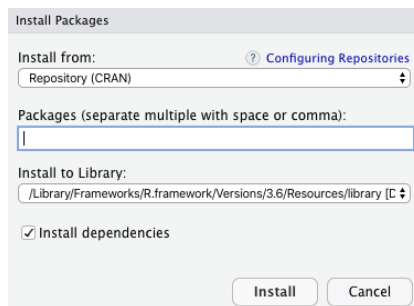 Install Packages
Install from:
? Configuring Repositories
Repository (CRAN)
Packages (separate multiple with space or comma):
Install to Library:
/Library/Frameworks/R.framework/Versions/3.6/Resources/library [D
Install dependencies
Install
Cancel